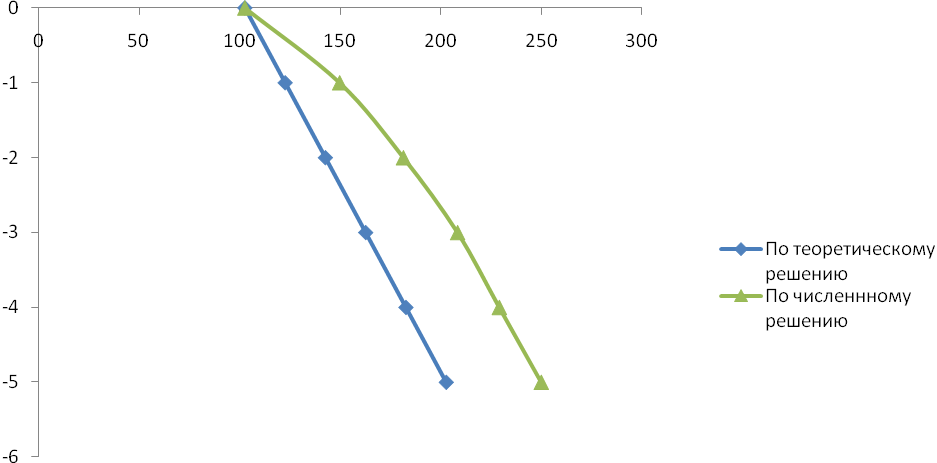 0
0 50 100 150 200 250 300
-1
-2
-3
-4
-5
-6
По теоретическому
решению
По численнному
решению